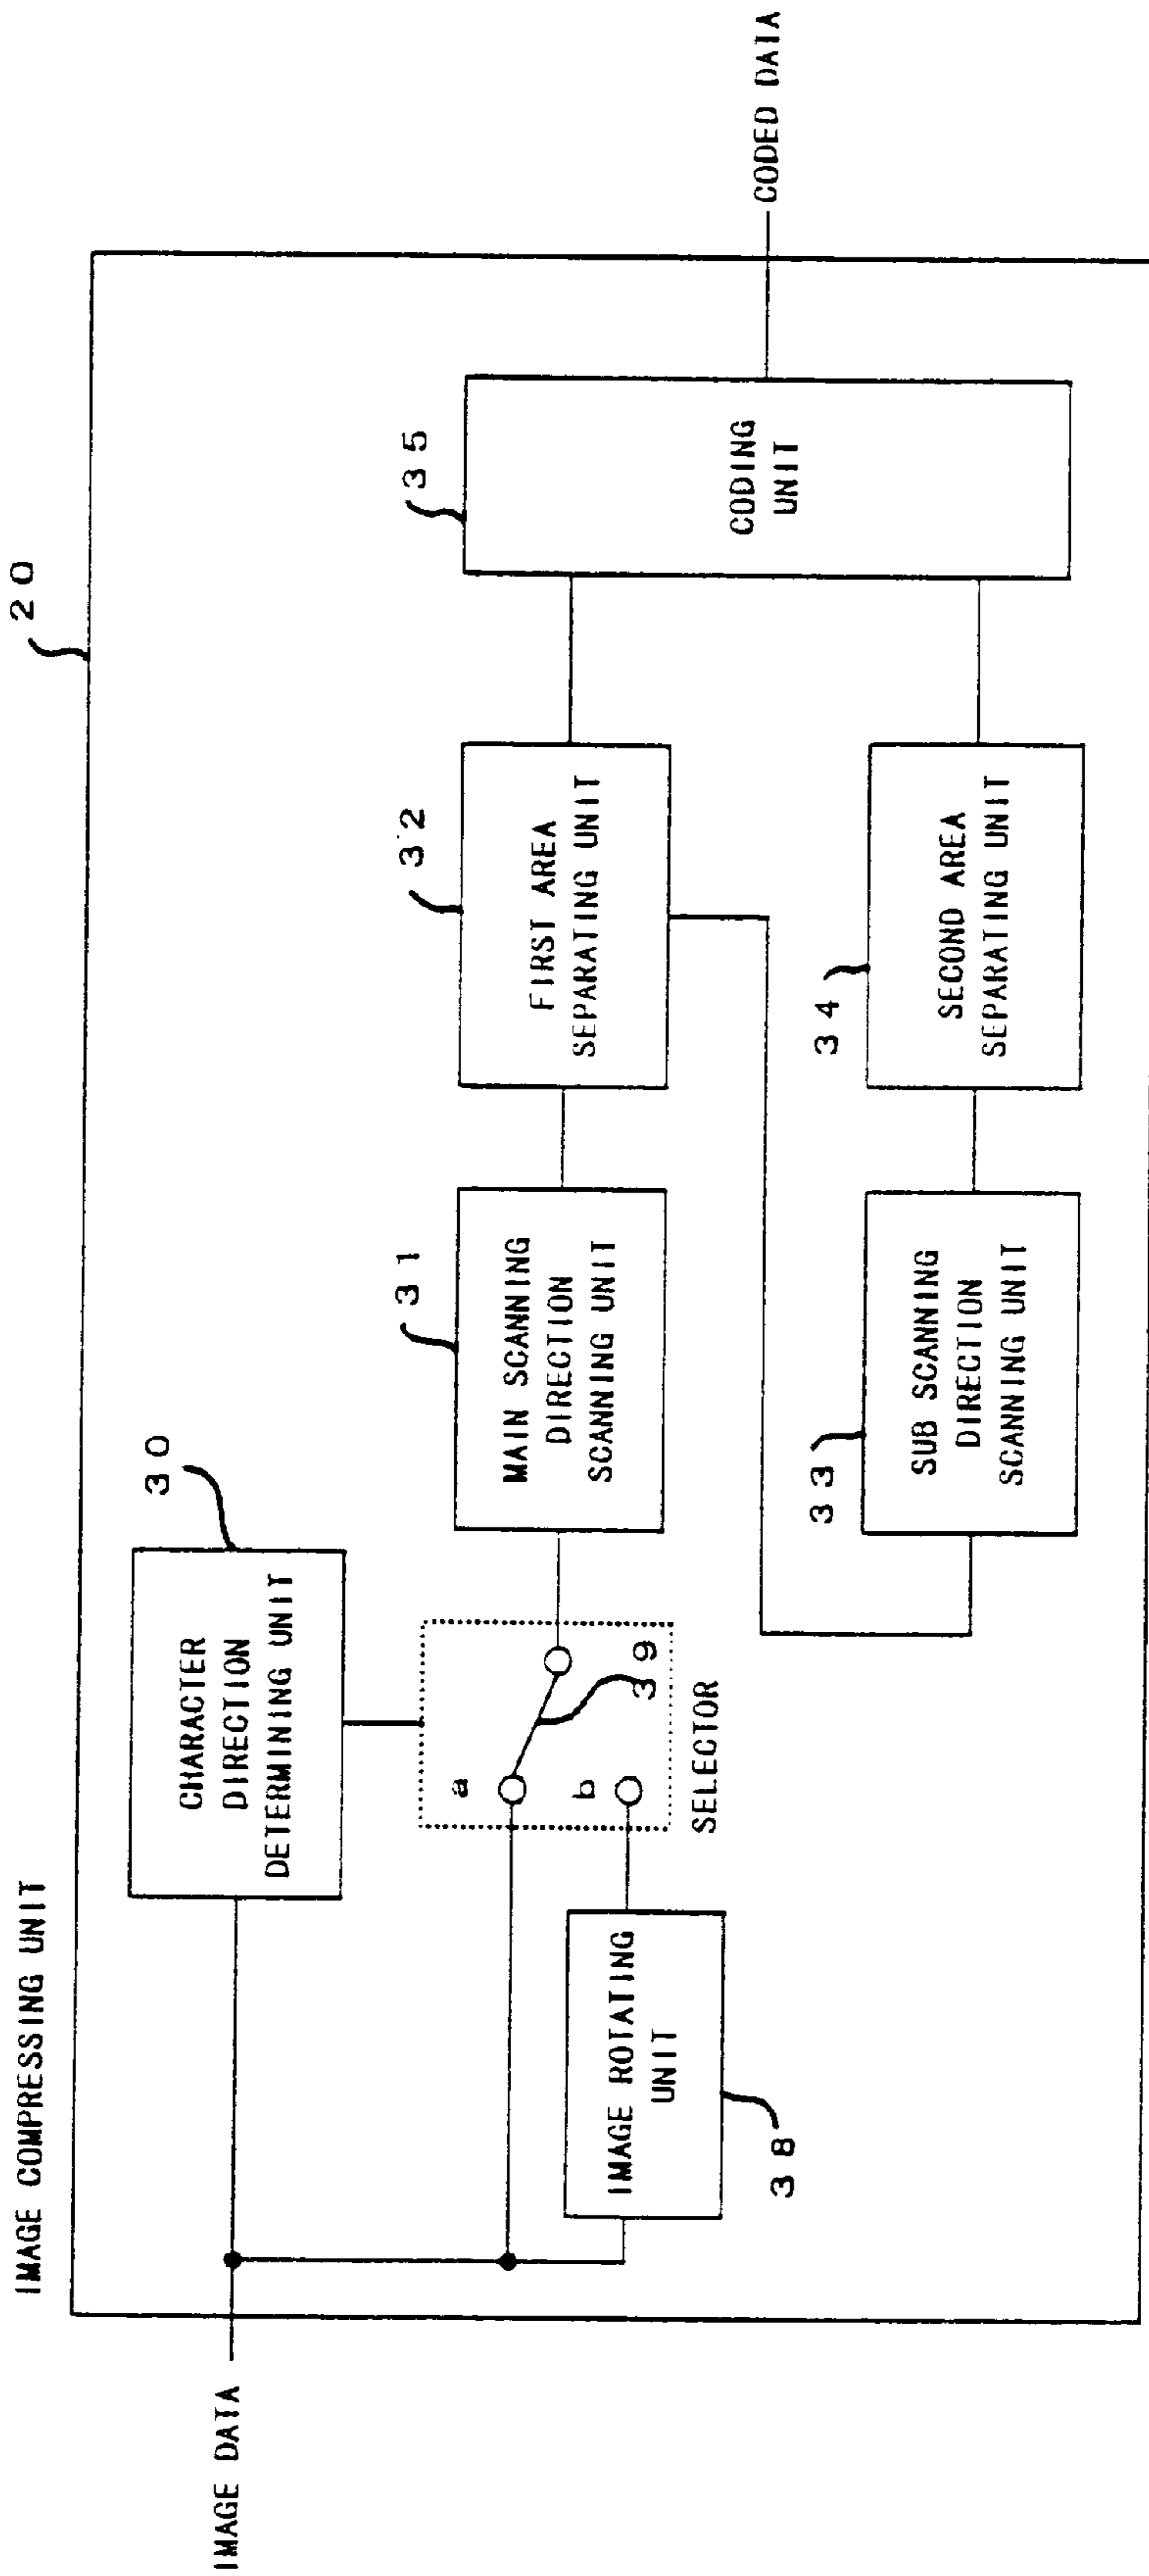 IMAGE COMPRESSING UNIT
20
IMAGE DATA
CHARACTER
DIRECTION
DETERMINING UNIT
30
a
b
39
SELECTOR
IMAGE ROTATING
UNIT
38
MAIN SCANNING
DIRECTION
SCANNING UNIT
31
FIRST AREA
SEPARATING UNIT
32
SUB SCANNING
DIRECTION
SCANNING UNIT
33
SECOND AREA
SEPARATING UNIT
34
CODING
UNIT
35
CODED DATA